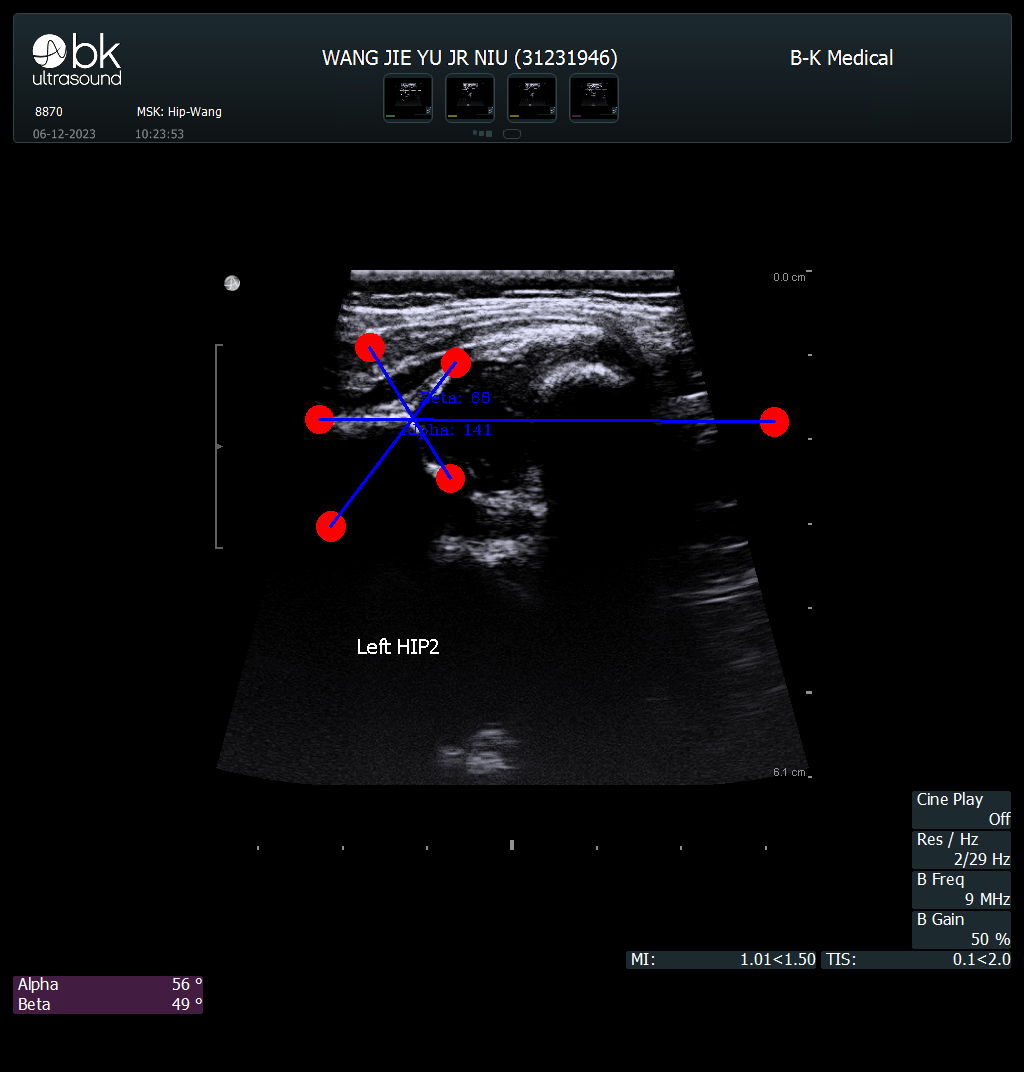 bk
ultrasound
WANG JIE YU JR NIU (31231946)
B-K Medical
8870
MSK: Hip-Wang
06-12-2023
10:23:53
0.0 cm
Beta: 66
Alpha: 141
Left HIP2
6.1 cm
Cine Play
Off
Res / Hz
2/29 Hz
B Freq
9 MHz
B Gain
50 %
MI: 1.01<1.50
TIS: 0.1<2.0
Alpha 56 º
Beta 49 º